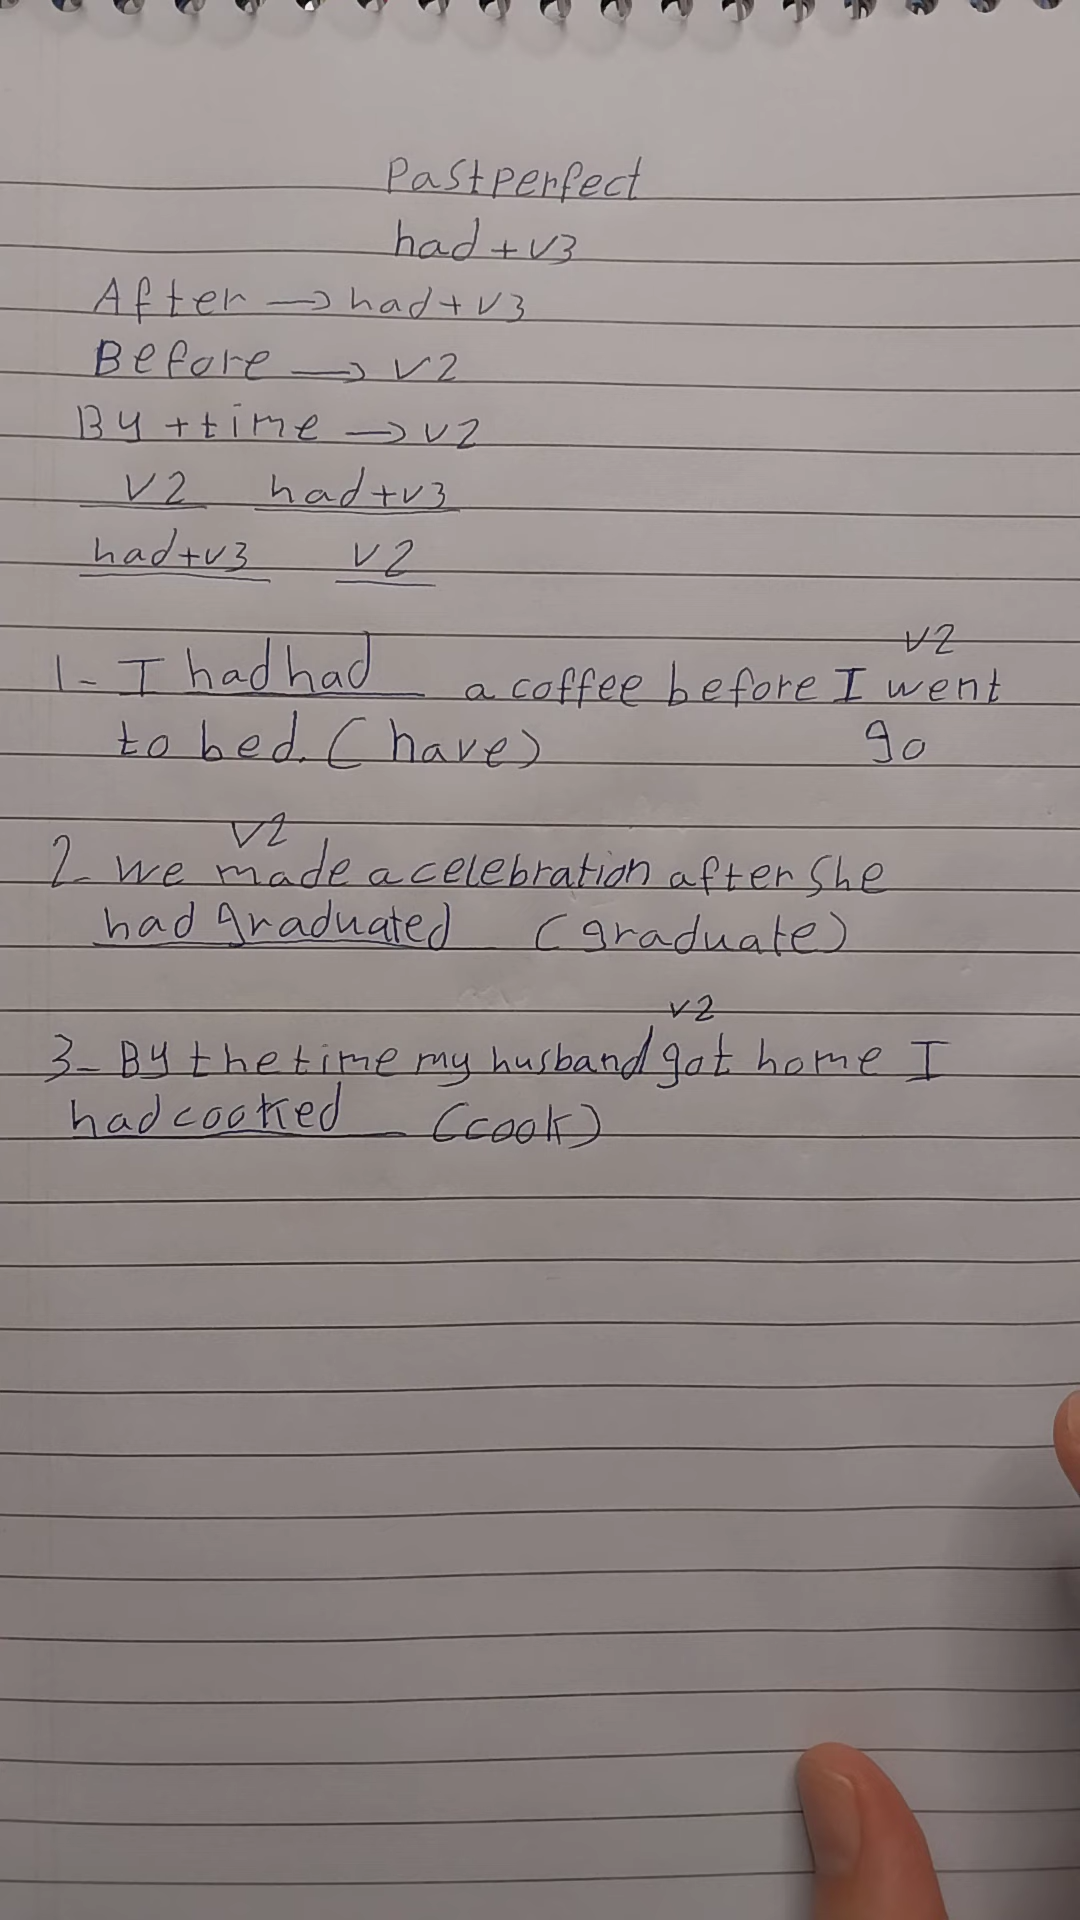 Past perfect
had + v3
After → had + v3
Before → v2
By + time → v2
v2 had+v3
had+v3 v2
v2
1- I had had a coffee before I went
to bed. (have) go
v2
2- we made a celebration after she
had graduated (graduate)
v2
3- By the time my husband got home I
had cooked (cook)